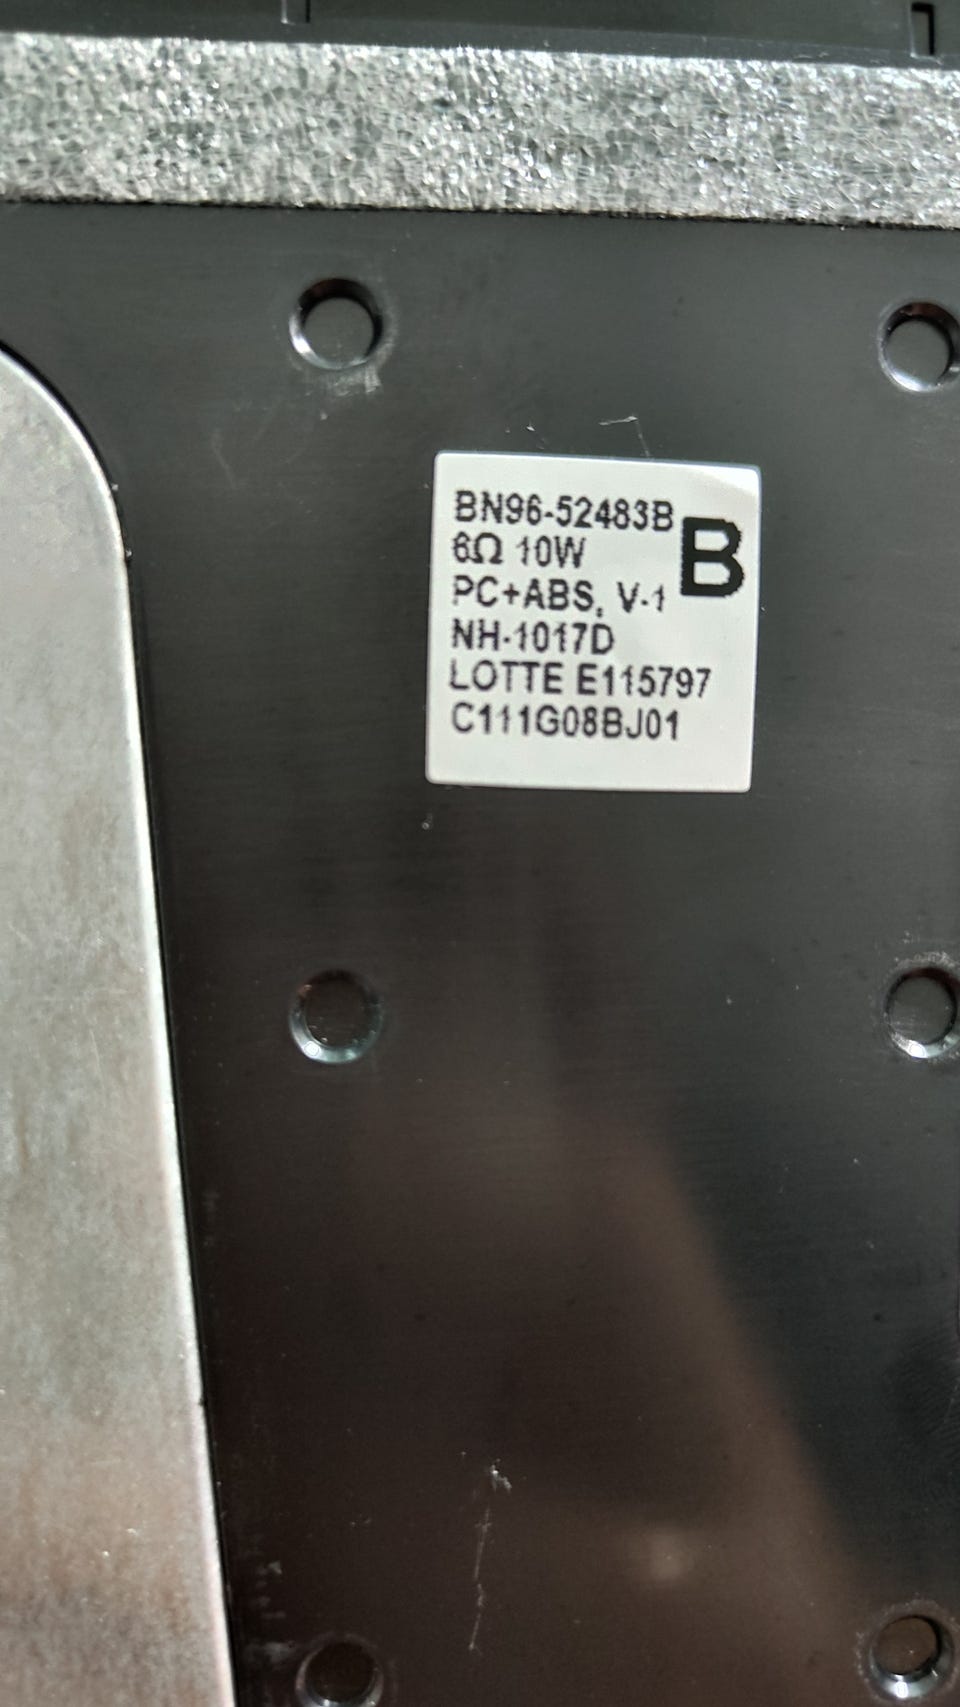 BN96-52483B
B
6Ω 10W
PC+ABS, V-1
NH-1017D
LOTTE E115797
C111G08BJ01